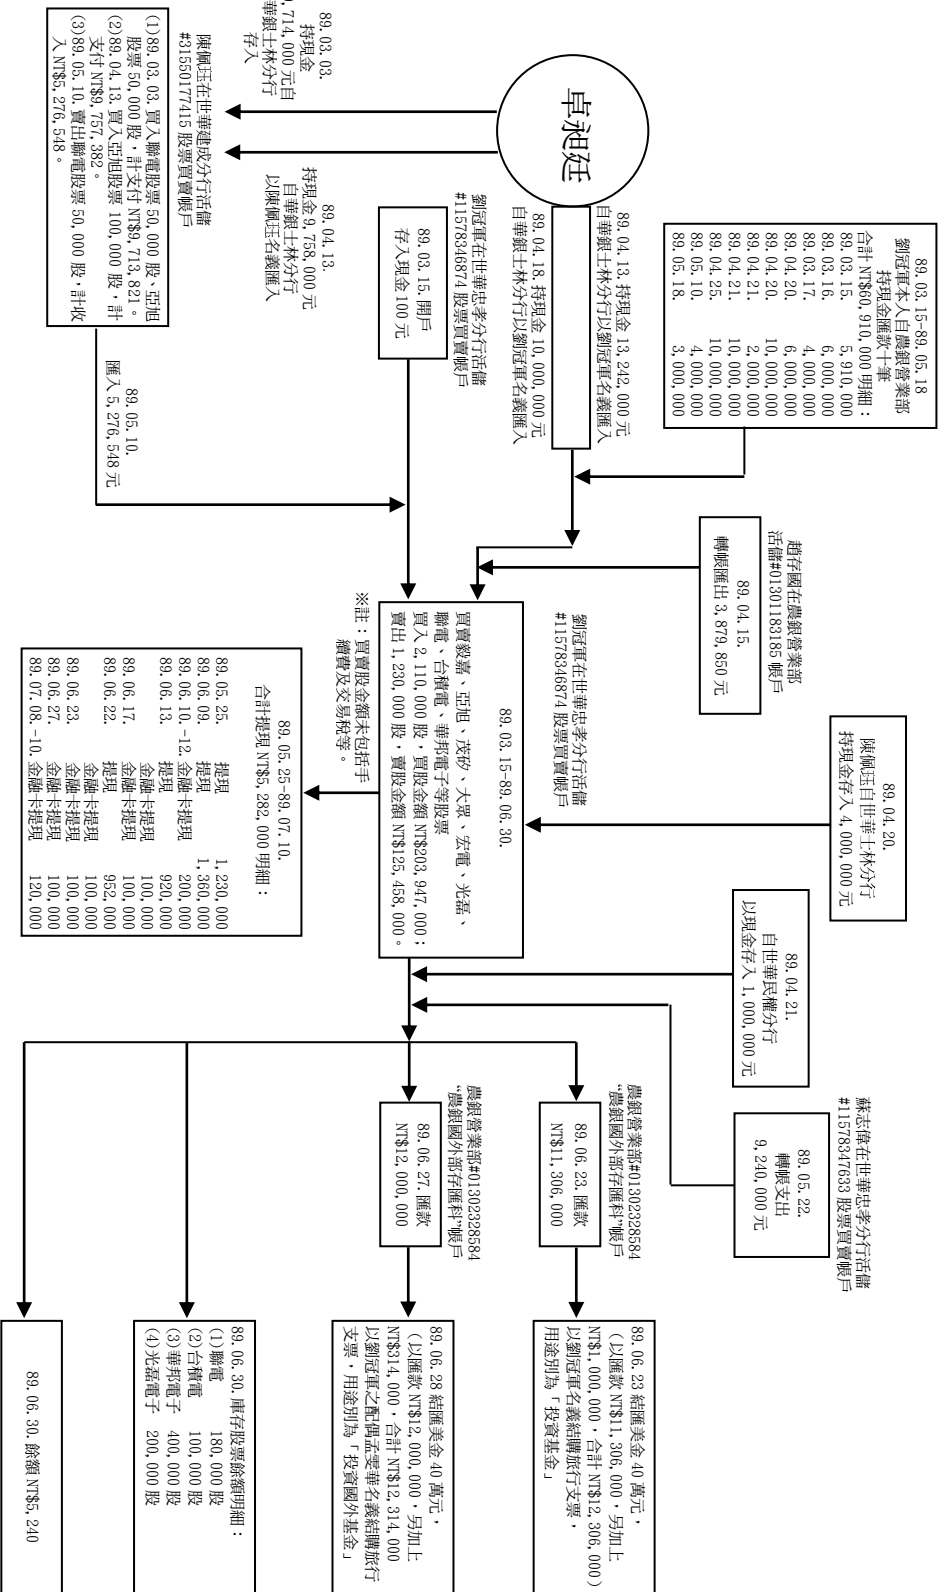 卓昶廷
89.03.15-89.05.18
劉冠軍本人自農銀營業部
持現金匯款十筆
合計 NT$60,910,000 明細：
89.03.15. 5,910,000
89.03.16. 6,000,000
89.03.17. 4,000,000
89.04.20. 6,000,000
89.04.20. 10,000,000
89.04.21. 2,000,000
89.04.21. 10,000,000
89.04.25. 10,000,000
89.05.10. 4,000,000
89.05.18. 3,000,000
89.04.13.持現金 13,242,000 元
自華銀士林分行以劉冠軍名義匯入
89.04.18.持現金 10,000,000 元
自華銀士林分行以劉冠軍名義匯入
劉冠軍在世華忠孝分行活儲
#11578346874 股票買賣帳戶
89.03.15.開戶
存入現金 100 元
89.03.03.
持現金
,714,000 元自
華銀士林分行
存入
89.04.13.
持現金 9,758,000 元
自華銀士林分行
以陳佩玨名義匯入
陳佩玨在世華建成分行活儲
#31550177415 股票買賣帳戶
(1)89.03.03.買入聯電股票 50,000 股、亞旭
股票 50,000 股，計支付 NT$9,713,821。
(2)89.04.13.買入亞旭股票 100,000 股，計
支付 NT$9,757,382。
(3)89.05.10.賣出聯電股票 50,000 股，計收
入 NT$5,276,548。
89.05.10.
匯入 5,276,548 元
趙存國在農銀營業部
活儲#01301183185 帳戶
89.04.15.
轉帳匯出 3,879,850 元
89.04.20.
陳佩玨自世華士林分行
持現金存入 4,000,000 元
89.04.21.
自世華民權分行
以現金存入 1,000,000 元
蘇志偉在世華忠孝分行活儲
#11578347633 股票買賣帳戶
89.05.22.
轉帳支出
9,240,000 元
劉冠軍在世華忠孝分行活儲
#11578346874 股票買賣帳戶
89.03.15-89.06.30.
買賣毅嘉、亞旭、茂矽、大眾、宏電、光磊、
聯電、台積電、華邦電子等股票
買入 2,110,000 股，買股金額 NT$203,947,000；
賣出 1,230,000 股，賣股金額 NT$125,458,000。
※註：買賣股金額未包括手
續費及交易稅等。
89.05.25-89.07.10.
合計提現 NT$5,282,000 明細：
89.05.25. 提現 1,230,000
89.06.09. 提現 1,360,000
89.06.10.-12.金融卡提現 200,000
89.06.13. 提現 920,000
金融卡提現 100,000
89.06.17. 金融卡提現 100,000
89.06.22. 提現 952,000
金融卡提現 100,000
89.06.23. 金融卡提現 100,000
89.06.27. 金融卡提現 100,000
89.07.08.-10.金融卡提現 120,000
農銀營業部#01302328584
“農銀國外部存匯科”帳戶
89.06.23.匯款
NT$11,306,000
89.06.23 結匯美金 40 萬元，
（以匯款 NT$11,306,000，另加上
NT$1,000,000，合計 NT$12,306,000）
以劉冠軍名義結購旅行支票，
用途別為「投資基金」
農銀營業部#01302328584
“農銀國外部存匯科”帳戶
89.06.27.匯款
NT$12,000,000
89.06.28 結匯美金 40 萬元，
（以匯款 NT$12,000,000，另加上
NT$314,000，合計 NT$12,314,000
以劉冠軍之配偶孟雯華名義結購旅行
支票，用途別為「投資國外基金」
89.06.30.庫存股票餘額明細：
(1)聯電 180,000 股
(2)台積電 100,000 股
(3)華邦電子 400,000 股
(4)光磊電子 200,000 股
89.06.30.餘額 NT$5,240